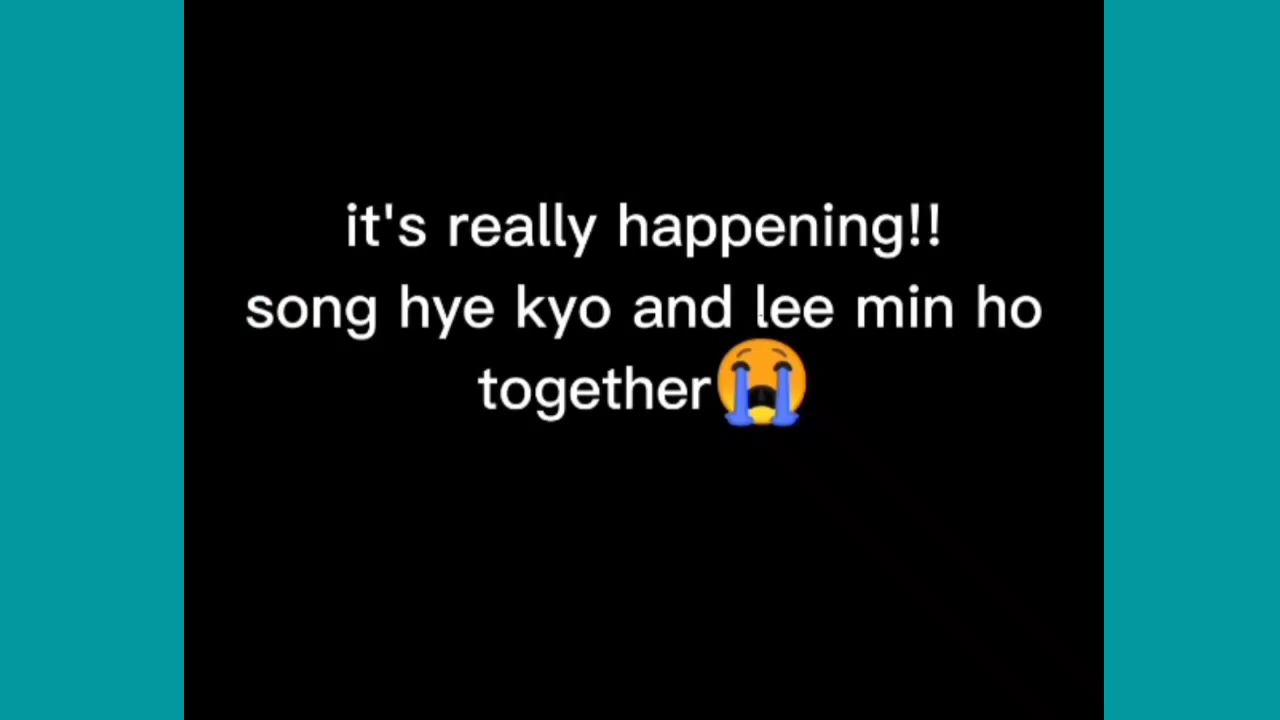 it's really happening!!
song hye kyo and lee min ho
together😭